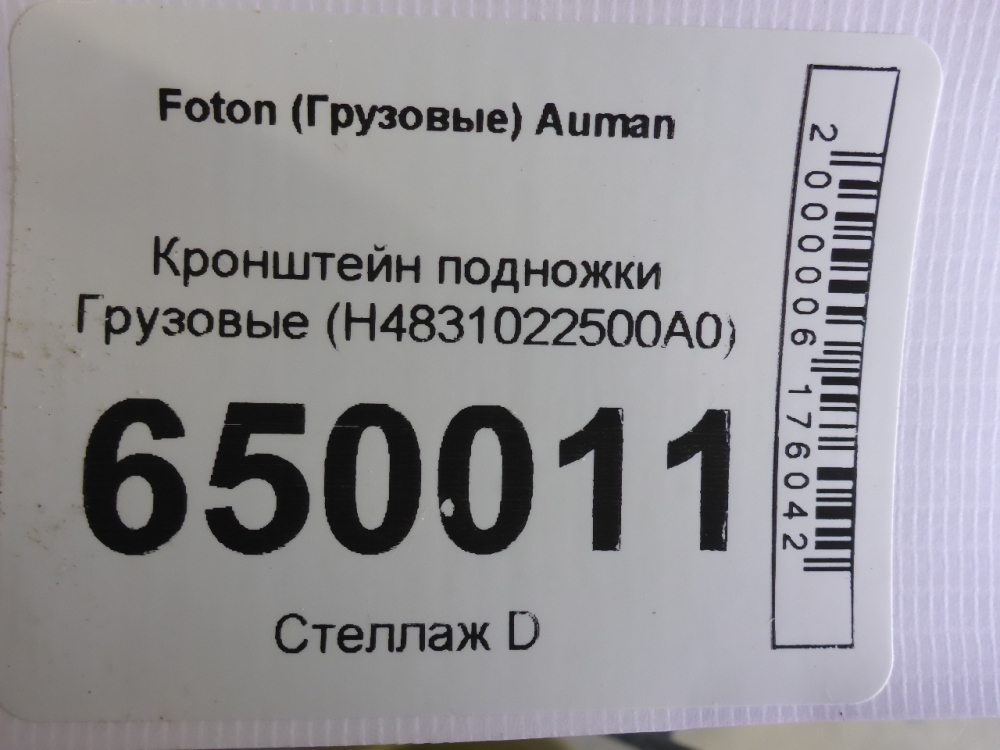 Foton (Грузовые) Auman
Кронштейн подножки
Грузовые (H4831022500A0)
650011
Стеллаж D
2000006176042